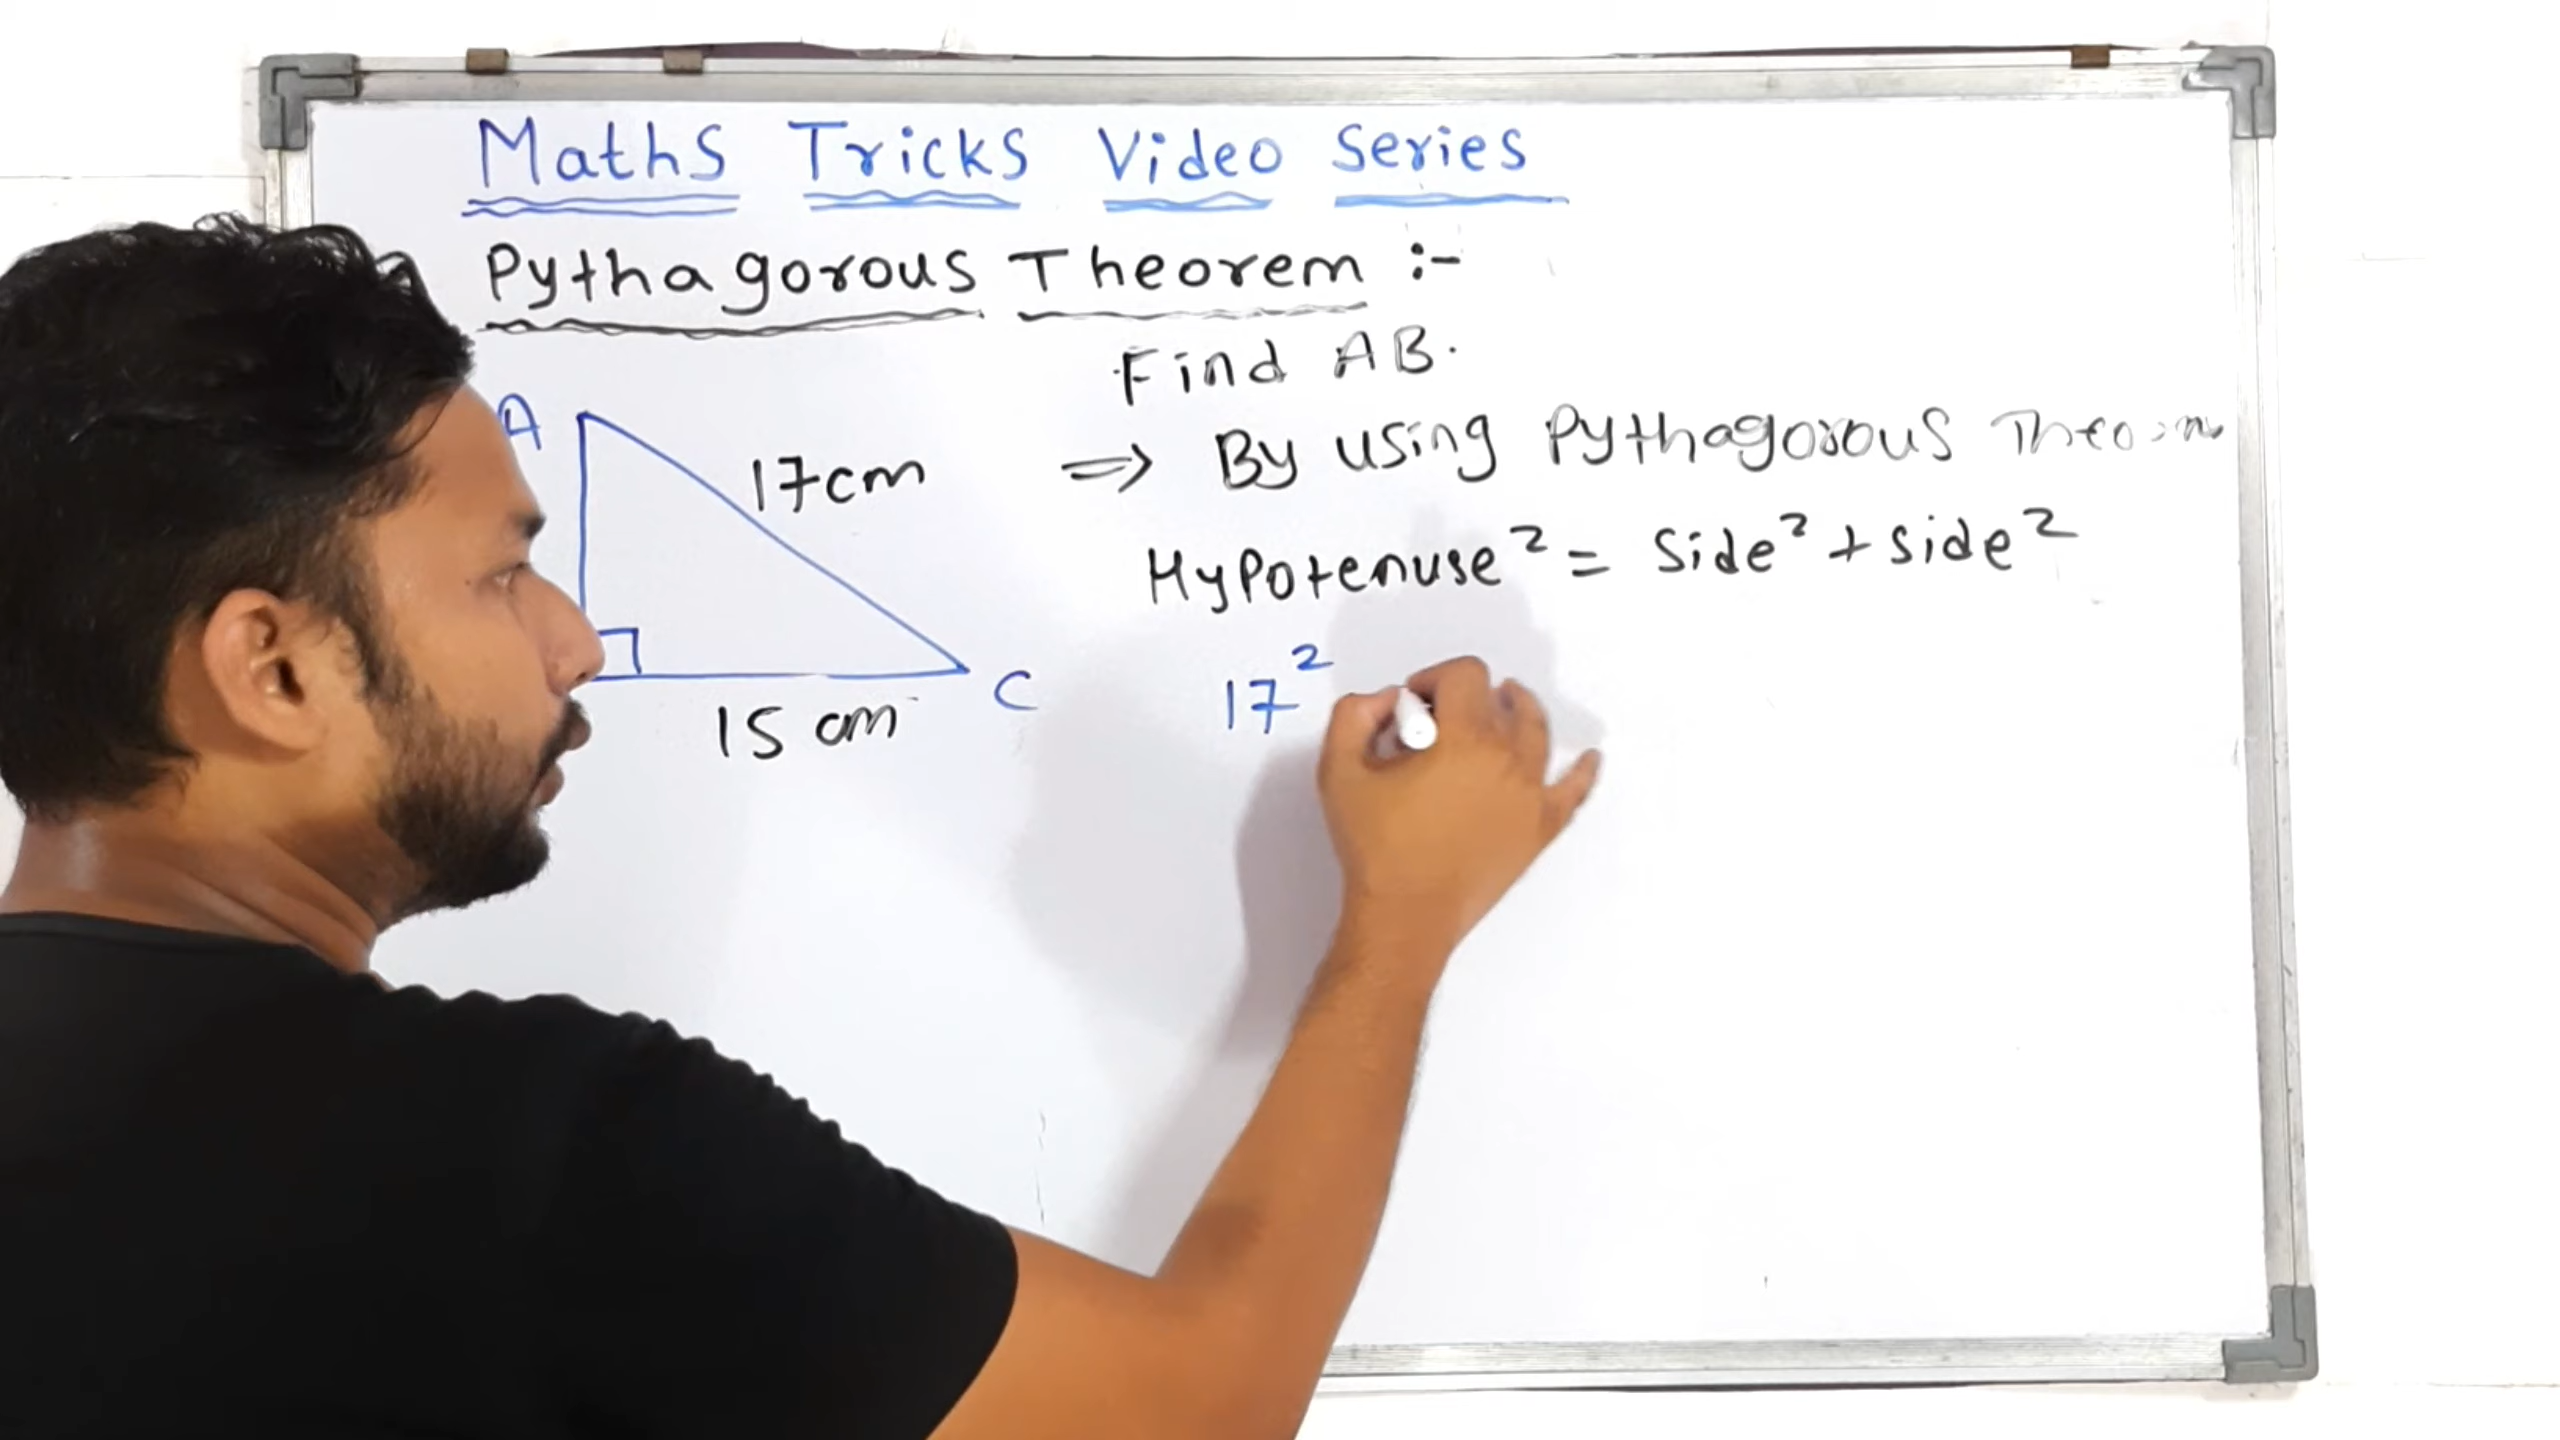 Maths Tricks Video Series
Pythagorous Theorem :-
Find AB.
A
17cm
⇒ By using Pythagorous
Hypotenuse² = Side² + side²
17²
C
15 cm